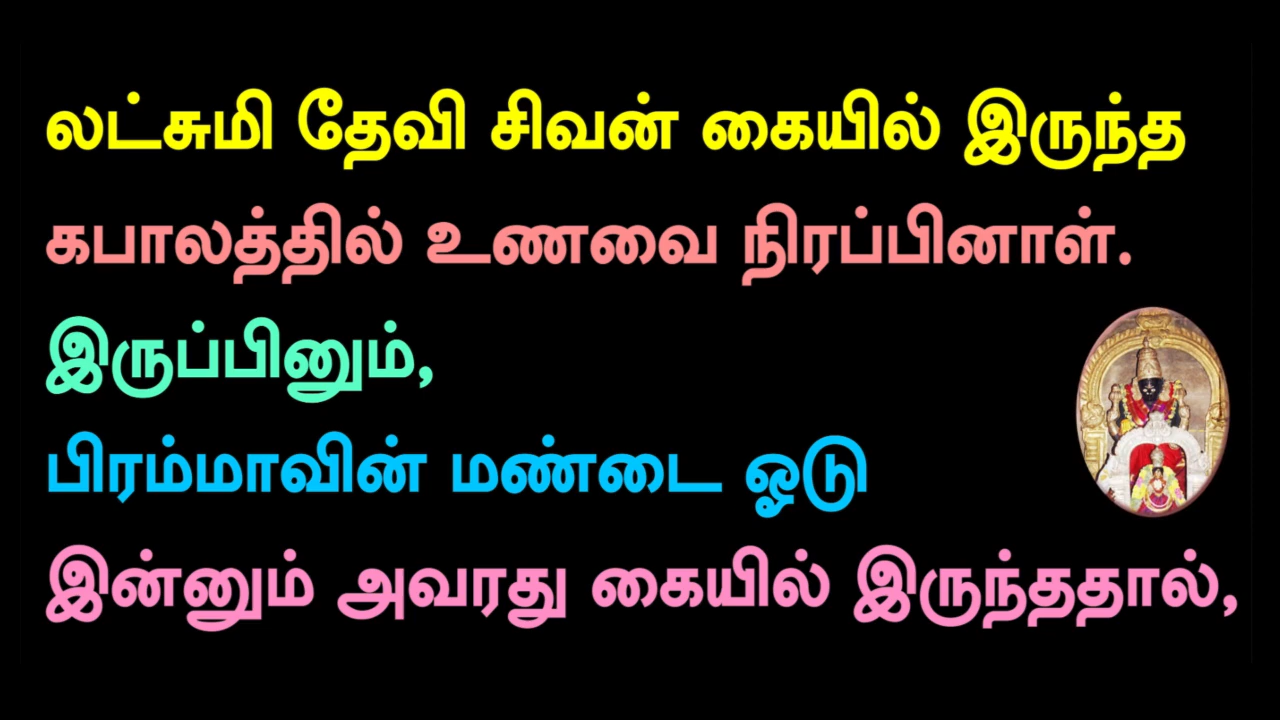 லட்சுமி தேவி சிவன் கையில் இருந்த
கபாலத்தில் உணவை நிரப்பினாள்.
இருப்பினும்,
பிரம்மாவின் மண்டை ஓடு
இன்னும் அவரது கையில் இருந்ததால்,